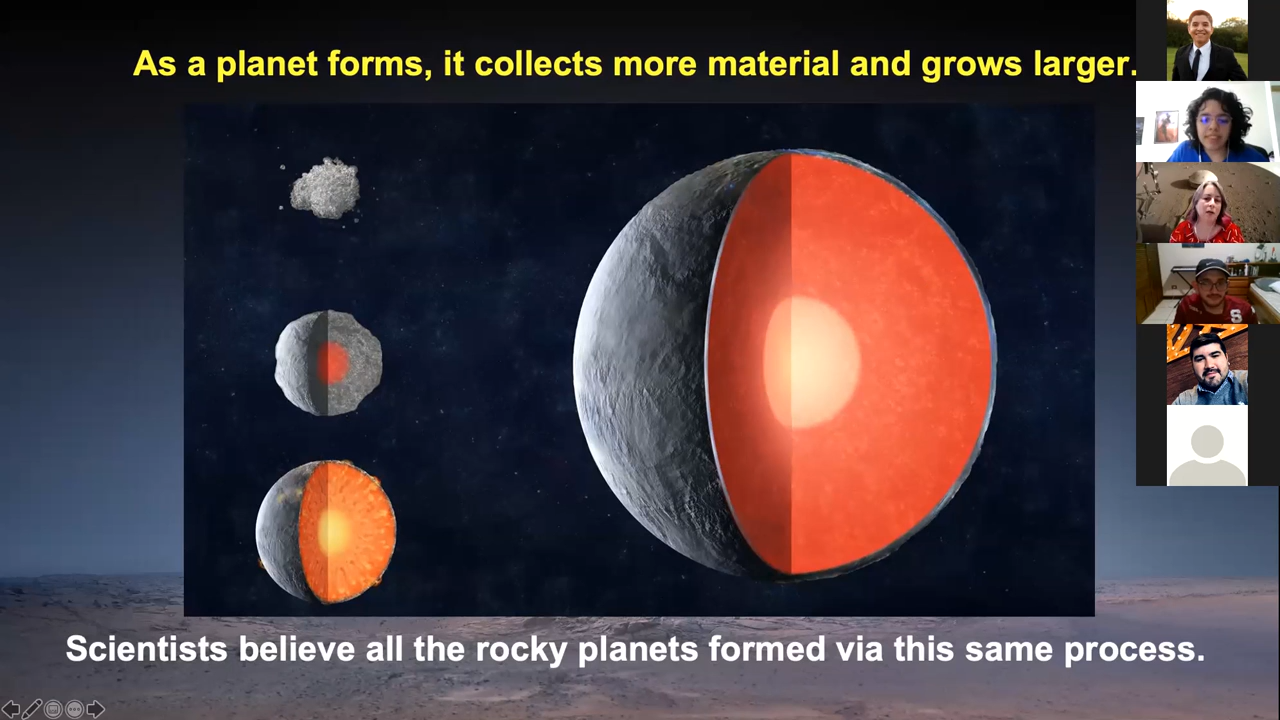 As a planet forms, it collects more material and grows larger.
S
Scientists believe all the rocky planets formed via this same process.